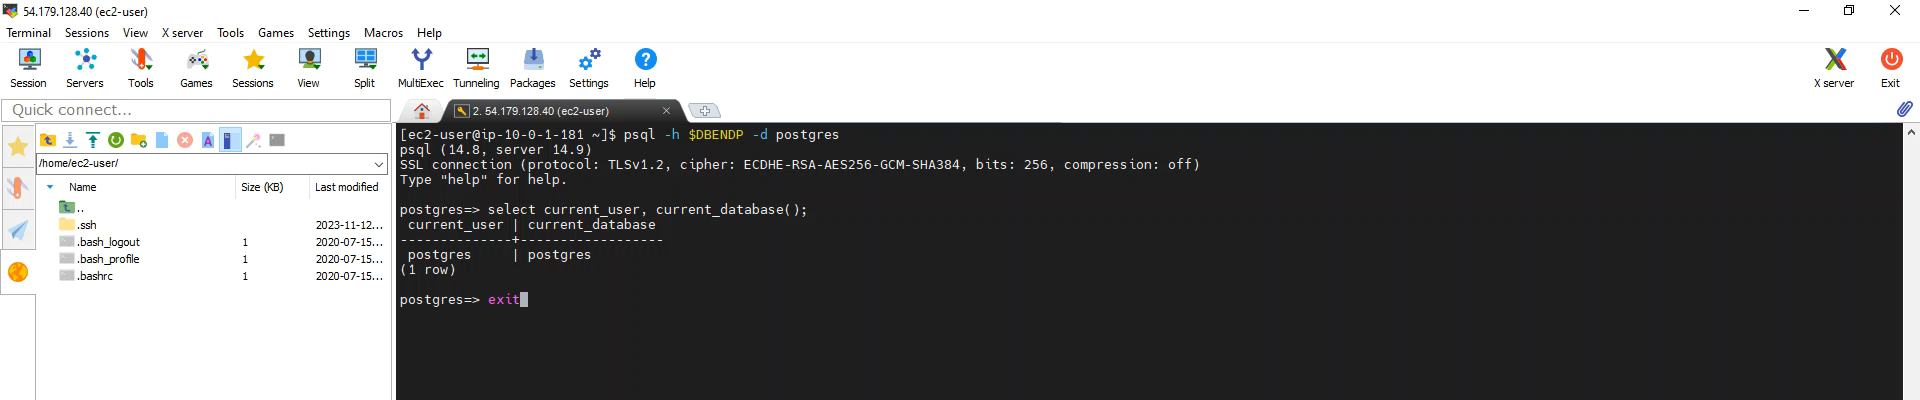 54.179.128.40 (ec2-user)
Terminal Sessions View X server Tools Games Settings Macros Help
Session Servers Tools Games Sessions View Split MultiExec Tunneling Packages Settings Help X server Exit
Quick connect...
2. 54.179.128.40 (ec2-user)
/home/ec2-user/
Name Size (KB) Last modified
..
.ssh 2023-11-12...
.bash_logout 1 2020-07-15...
.bash_profile 1 2020-07-15...
.bashrc 1 2020-07-15...
[ec2-user@ip-10-0-1-181 ~]$ psql -h $DBENDP -d postgres
psql (14.8, server 14.9)
SSL connection (protocol: TLSv1.2, cipher: ECDHE-RSA-AES256-GCM-SHA384, bits: 256, compression: off)
Type "help" for help.
postgres=> select current_user, current_database();
current_user | current_database
--------------+------------------
postgres | postgres
(1 row)
postgres=> exit